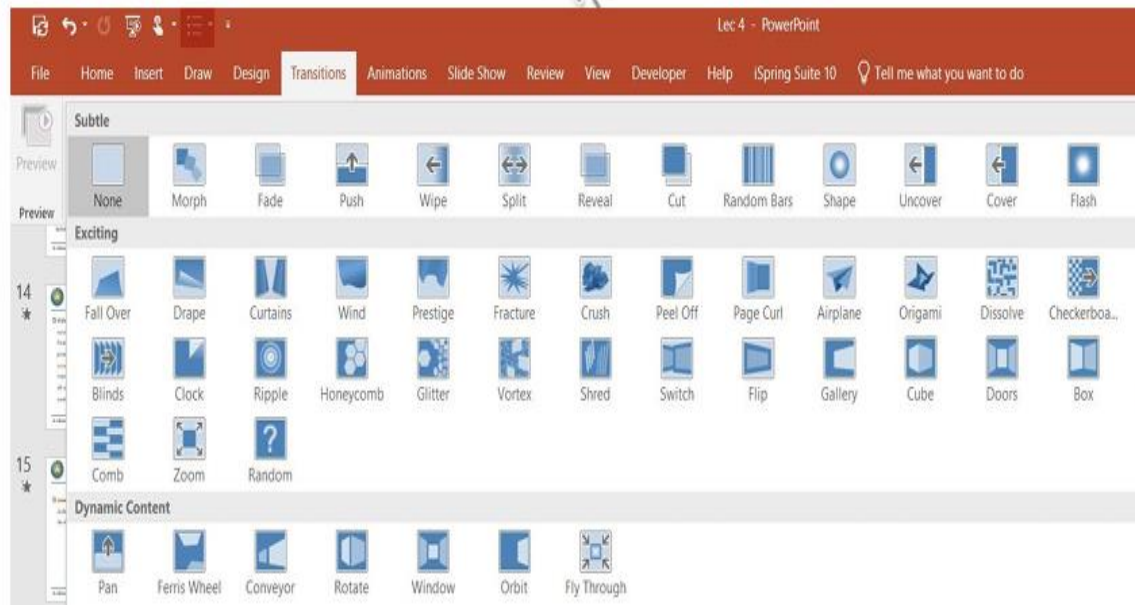 Lec 4 - PowerPoint
File Home Insert Draw Design Transitions Animations Slide Show Review View Developer Help iSpring Suite 10 Tell me what you want to do
Preview
Preview
Subtle
None Morph Fade Push Wipe Split Reveal Cut Random Bars Shape Uncover Cover Flash
Exciting
Fall Over Drape Curtains Wind Prestige Fracture Crush Peel Off Page Curl Airplane Origami Dissolve Checkerboa...
Blinds Clock Ripple Honeycomb Glitter Vortex Shred Switch Flip Gallery Cube Doors Box
Comb Zoom Random
Dynamic Content
Pan Ferris Wheel Conveyor Rotate Window Orbit Fly Through
14
15